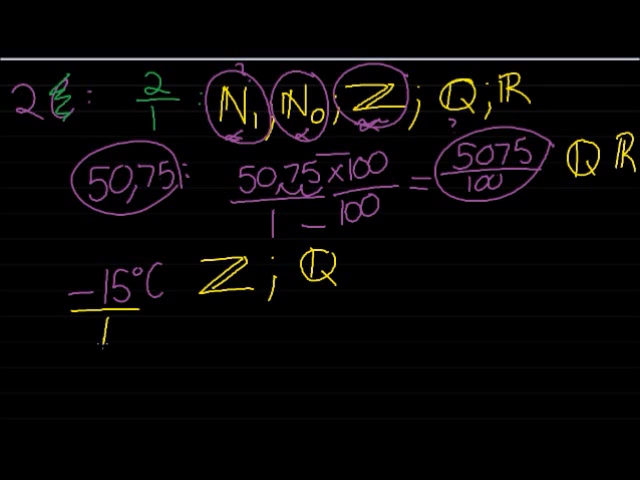 2 : 2/1 : N₁, N₀, ℤ; ℚ; ℝ
50,75: 50,75/1 × 100/100 = 5075/100 ℚ ℝ
-15°C/1 ℤ; ℚ